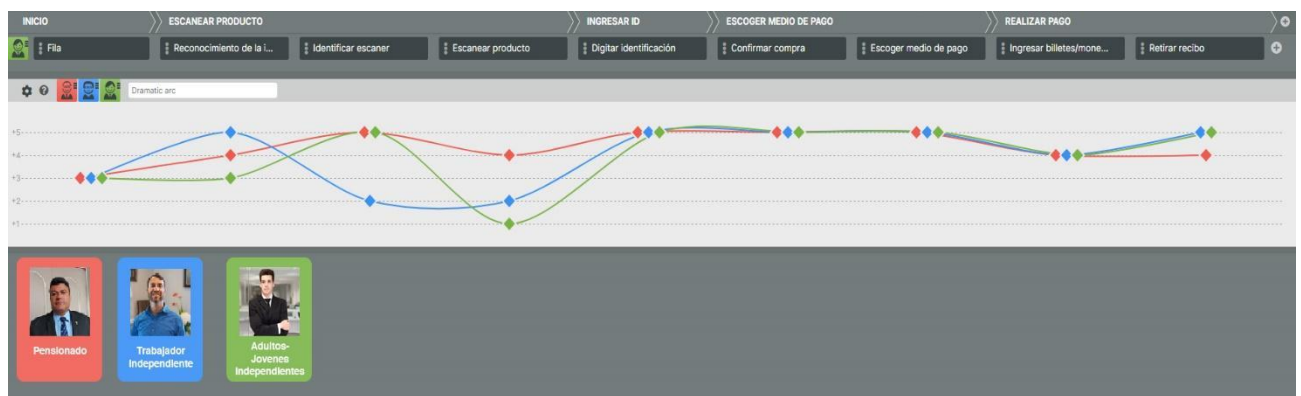 INICIO
ESCANEAR PRODUCTO
INGRESAR ID
ESCOGER MEDIO DE PAGO
REALIZAR PAGO
Fila
Reconocimiento de la i...
Identificar escaner
Escanear producto
Digitar identificación
Confirmar compra
Escoger medio de pago
Ingresar billetes/mone...
Retirar recibo
Dramatic arc
+5
+4
+3
+2
+1
Pensionado
Trabajador
Independiente
Adultos-
Jovenes
Independientes